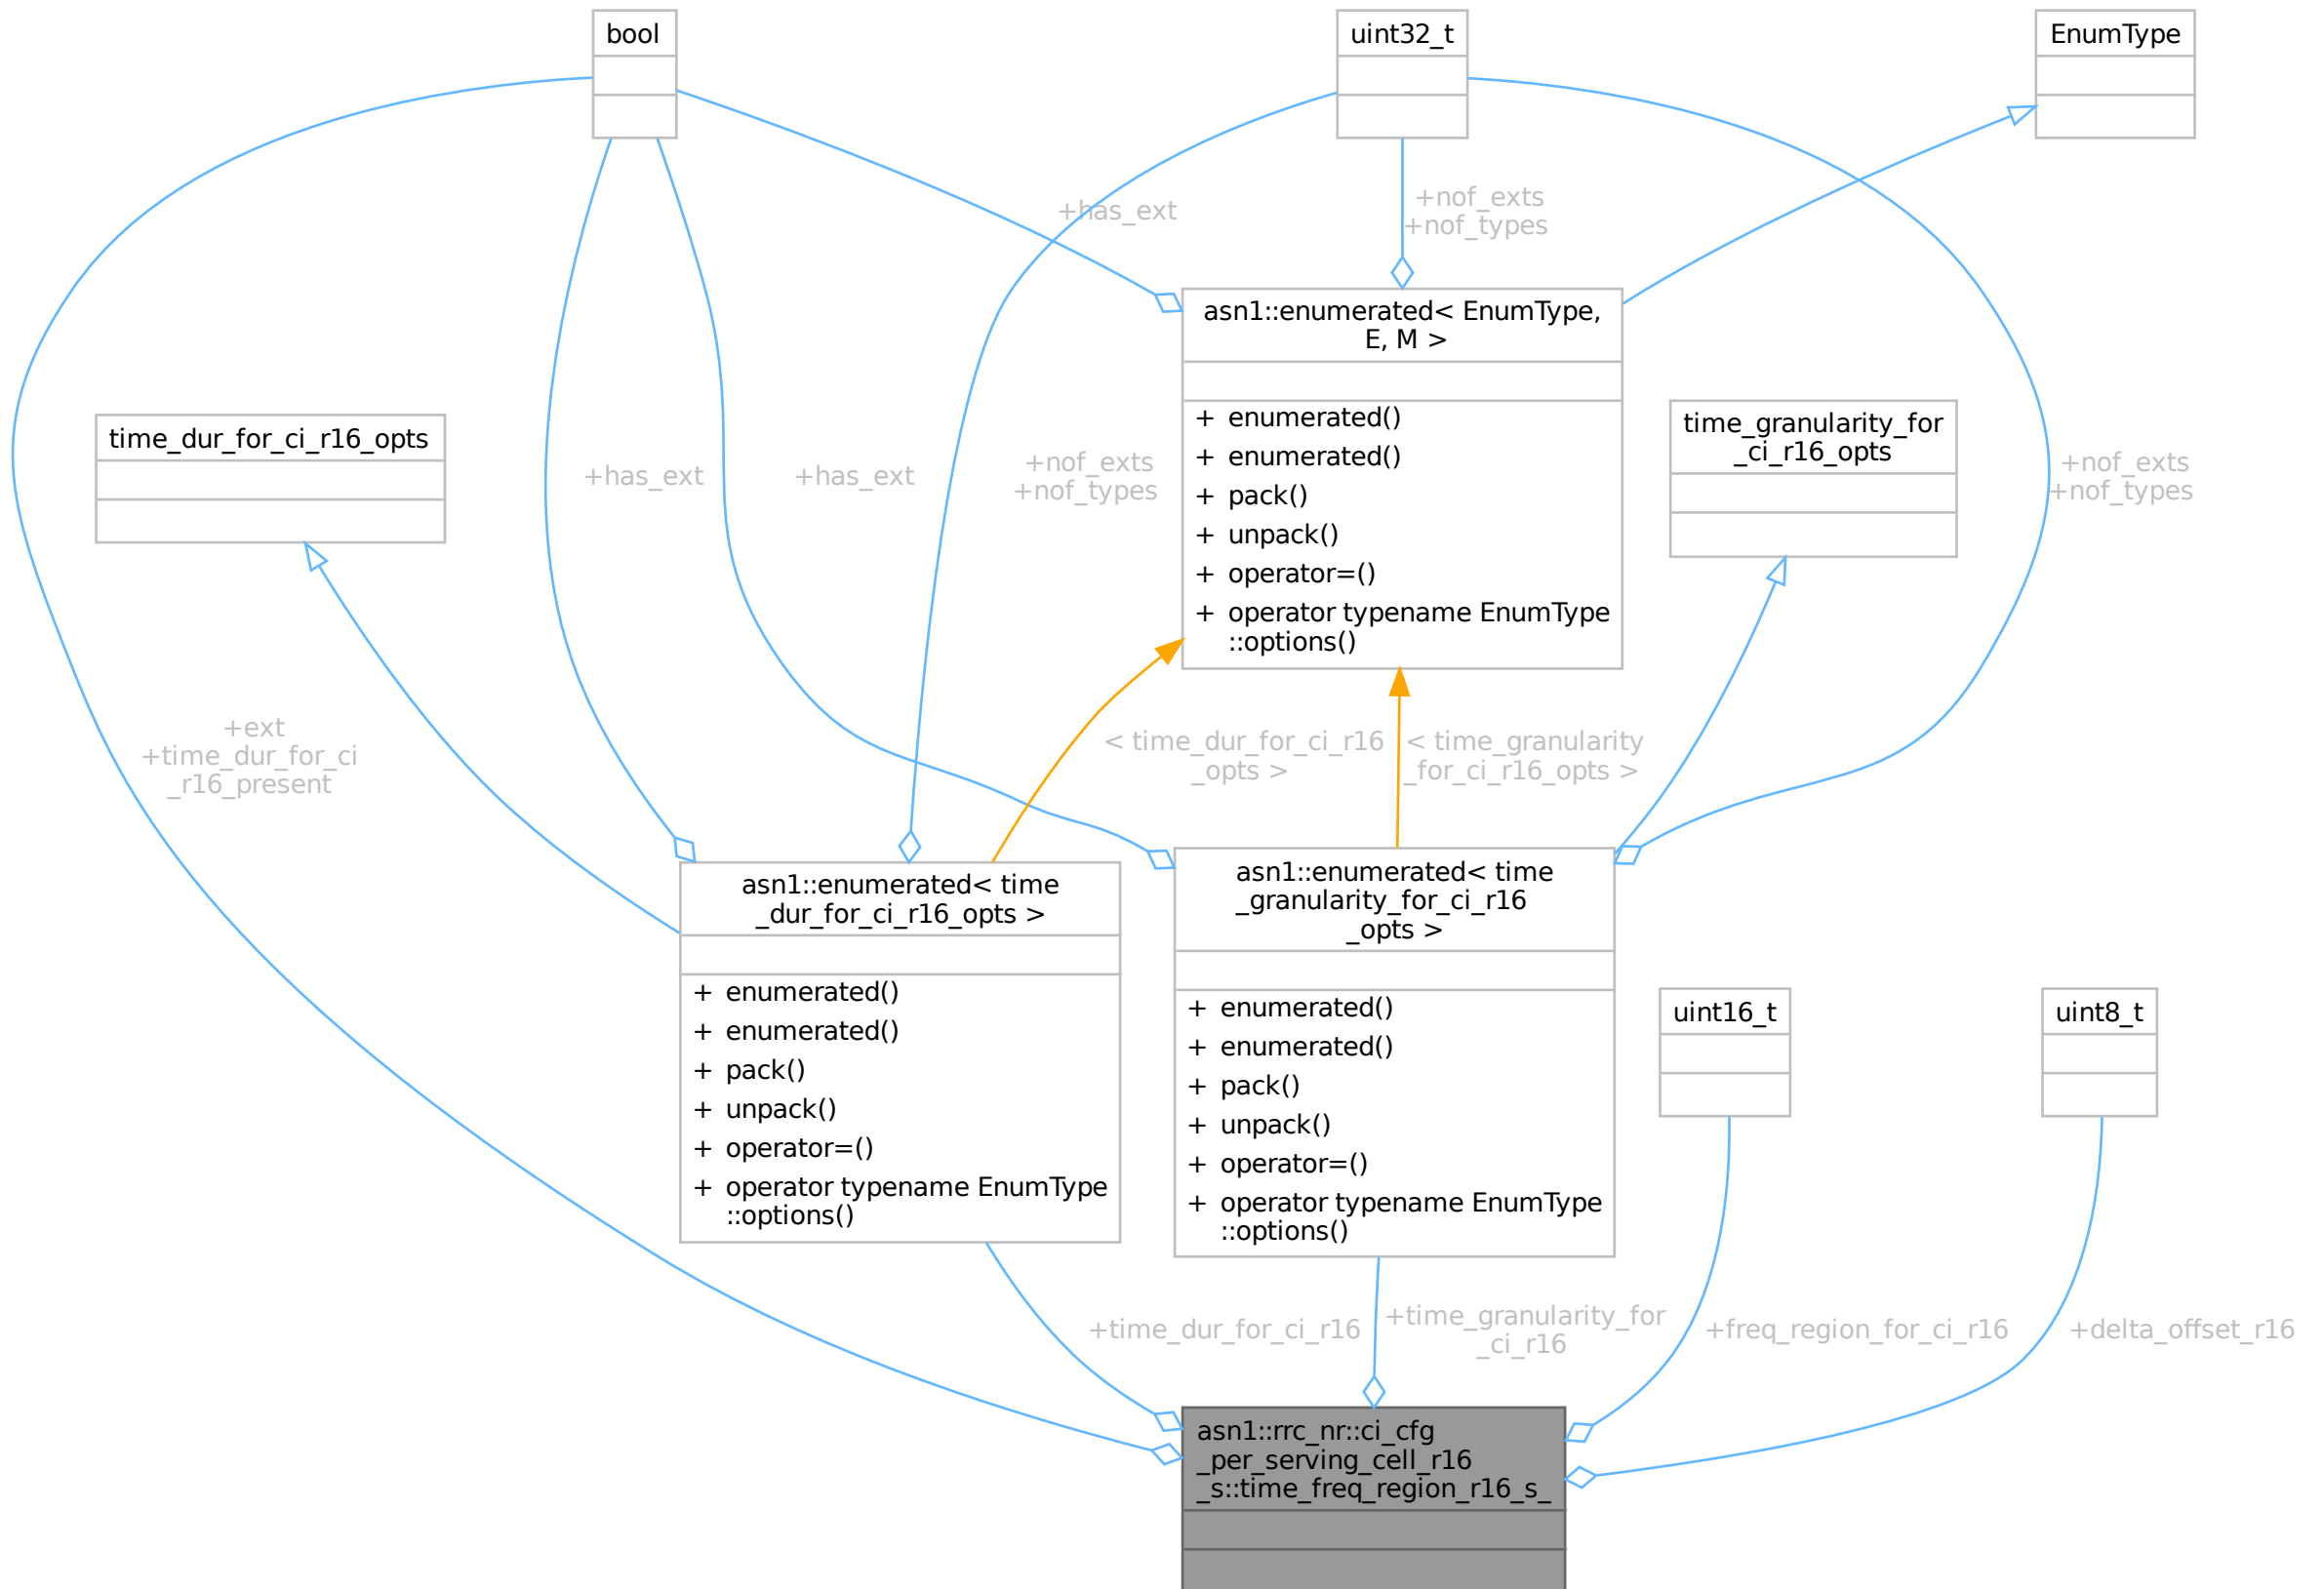 bool
uint32_t
EnumType
+has_ext
+nof_exts
+nof_types
asn1::enumerated< EnumType,
E, M >
+ enumerated()
+ enumerated()
+ pack()
+ unpack()
+ operator=()
+ operator typename EnumType
::options()
time_dur_for_ci_r16_opts
time_granularity_for
_ci_r16_opts
+has_ext
+has_ext
+nof_exts
+nof_types
+nof_exts
+nof_types
+ext
+time_dur_for_ci
_r16_present
< time_dur_for_ci_r16
_opts >
< time_granularity
_for_ci_r16_opts >
asn1::enumerated< time
_dur_for_ci_r16_opts >
+ enumerated()
+ enumerated()
+ pack()
+ unpack()
+ operator=()
+ operator typename EnumType
::options()
asn1::enumerated< time
_granularity_for_ci_r16
_opts >
+ enumerated()
+ enumerated()
+ pack()
+ unpack()
+ operator=()
+ operator typename EnumType
::options()
uint16_t
uint8_t
+time_dur_for_ci_r16
+time_granularity_for
_ci_r16
+freq_region_for_ci_r16
+delta_offset_r16
asn1::rrc_nr::ci_cfg
_per_serving_cell_r16
_s::time_freq_region_r16_s_